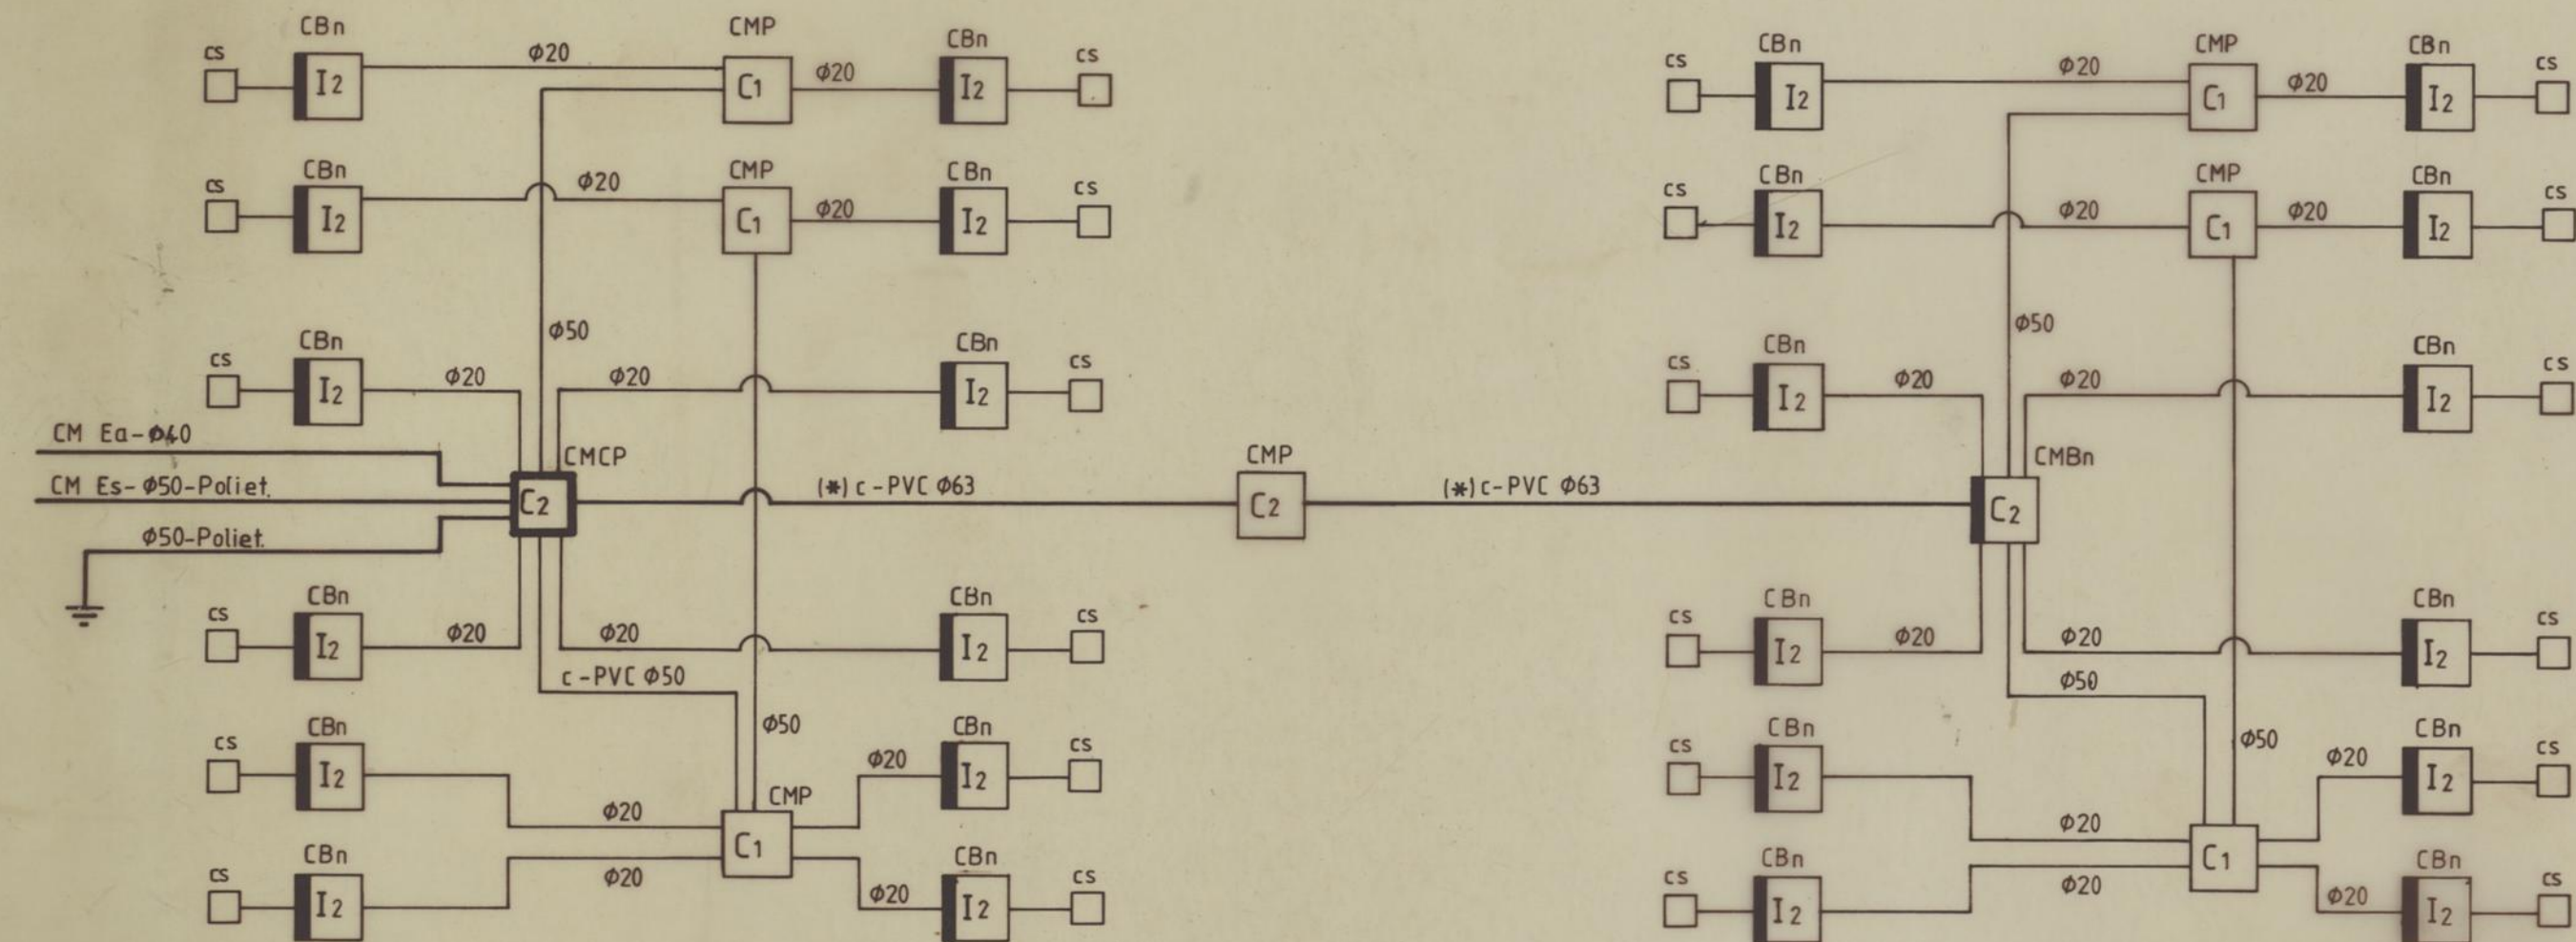 CBn CMP CBn CBn CMP CBn
cs Φ20 cs cs Φ20 cs
I2 C1 Φ20 I2 I2 C1 Φ20 I2
CBn CMP CBn CBn CMP CBn
cs Φ20 cs cs Φ20 cs
I2 C1 Φ20 I2 I2 C1 Φ20 I2
Φ50 Φ50
CBn CBn CBn CBn
cs Φ20 Φ20 cs cs Φ20 Φ20 cs
I2 I2 I2 I2
CM Ea-Φ40
CMCP CMP CMBn
CM Es-Φ50-Poliet. (*) c-PVC Φ63 (*) c-PVC Φ63
C2 C2 C2
Φ50-Poliet.
CBn CBn CBn CBn
cs Φ20 Φ20 cs cs Φ20 Φ20 cs
I2 I2 I2 I2
c-PVC Φ50 Φ50
CBn Φ50 CBn CBn Φ50 CBn
cs Φ20 cs cs Φ20 cs
I2 I2 I2 I2
CMP
Φ20 Φ20
C1 C1
CBn CBn CBn CBn
cs Φ20 Φ20 cs cs Φ20 Φ20 cs
I2 I2 I2 I2